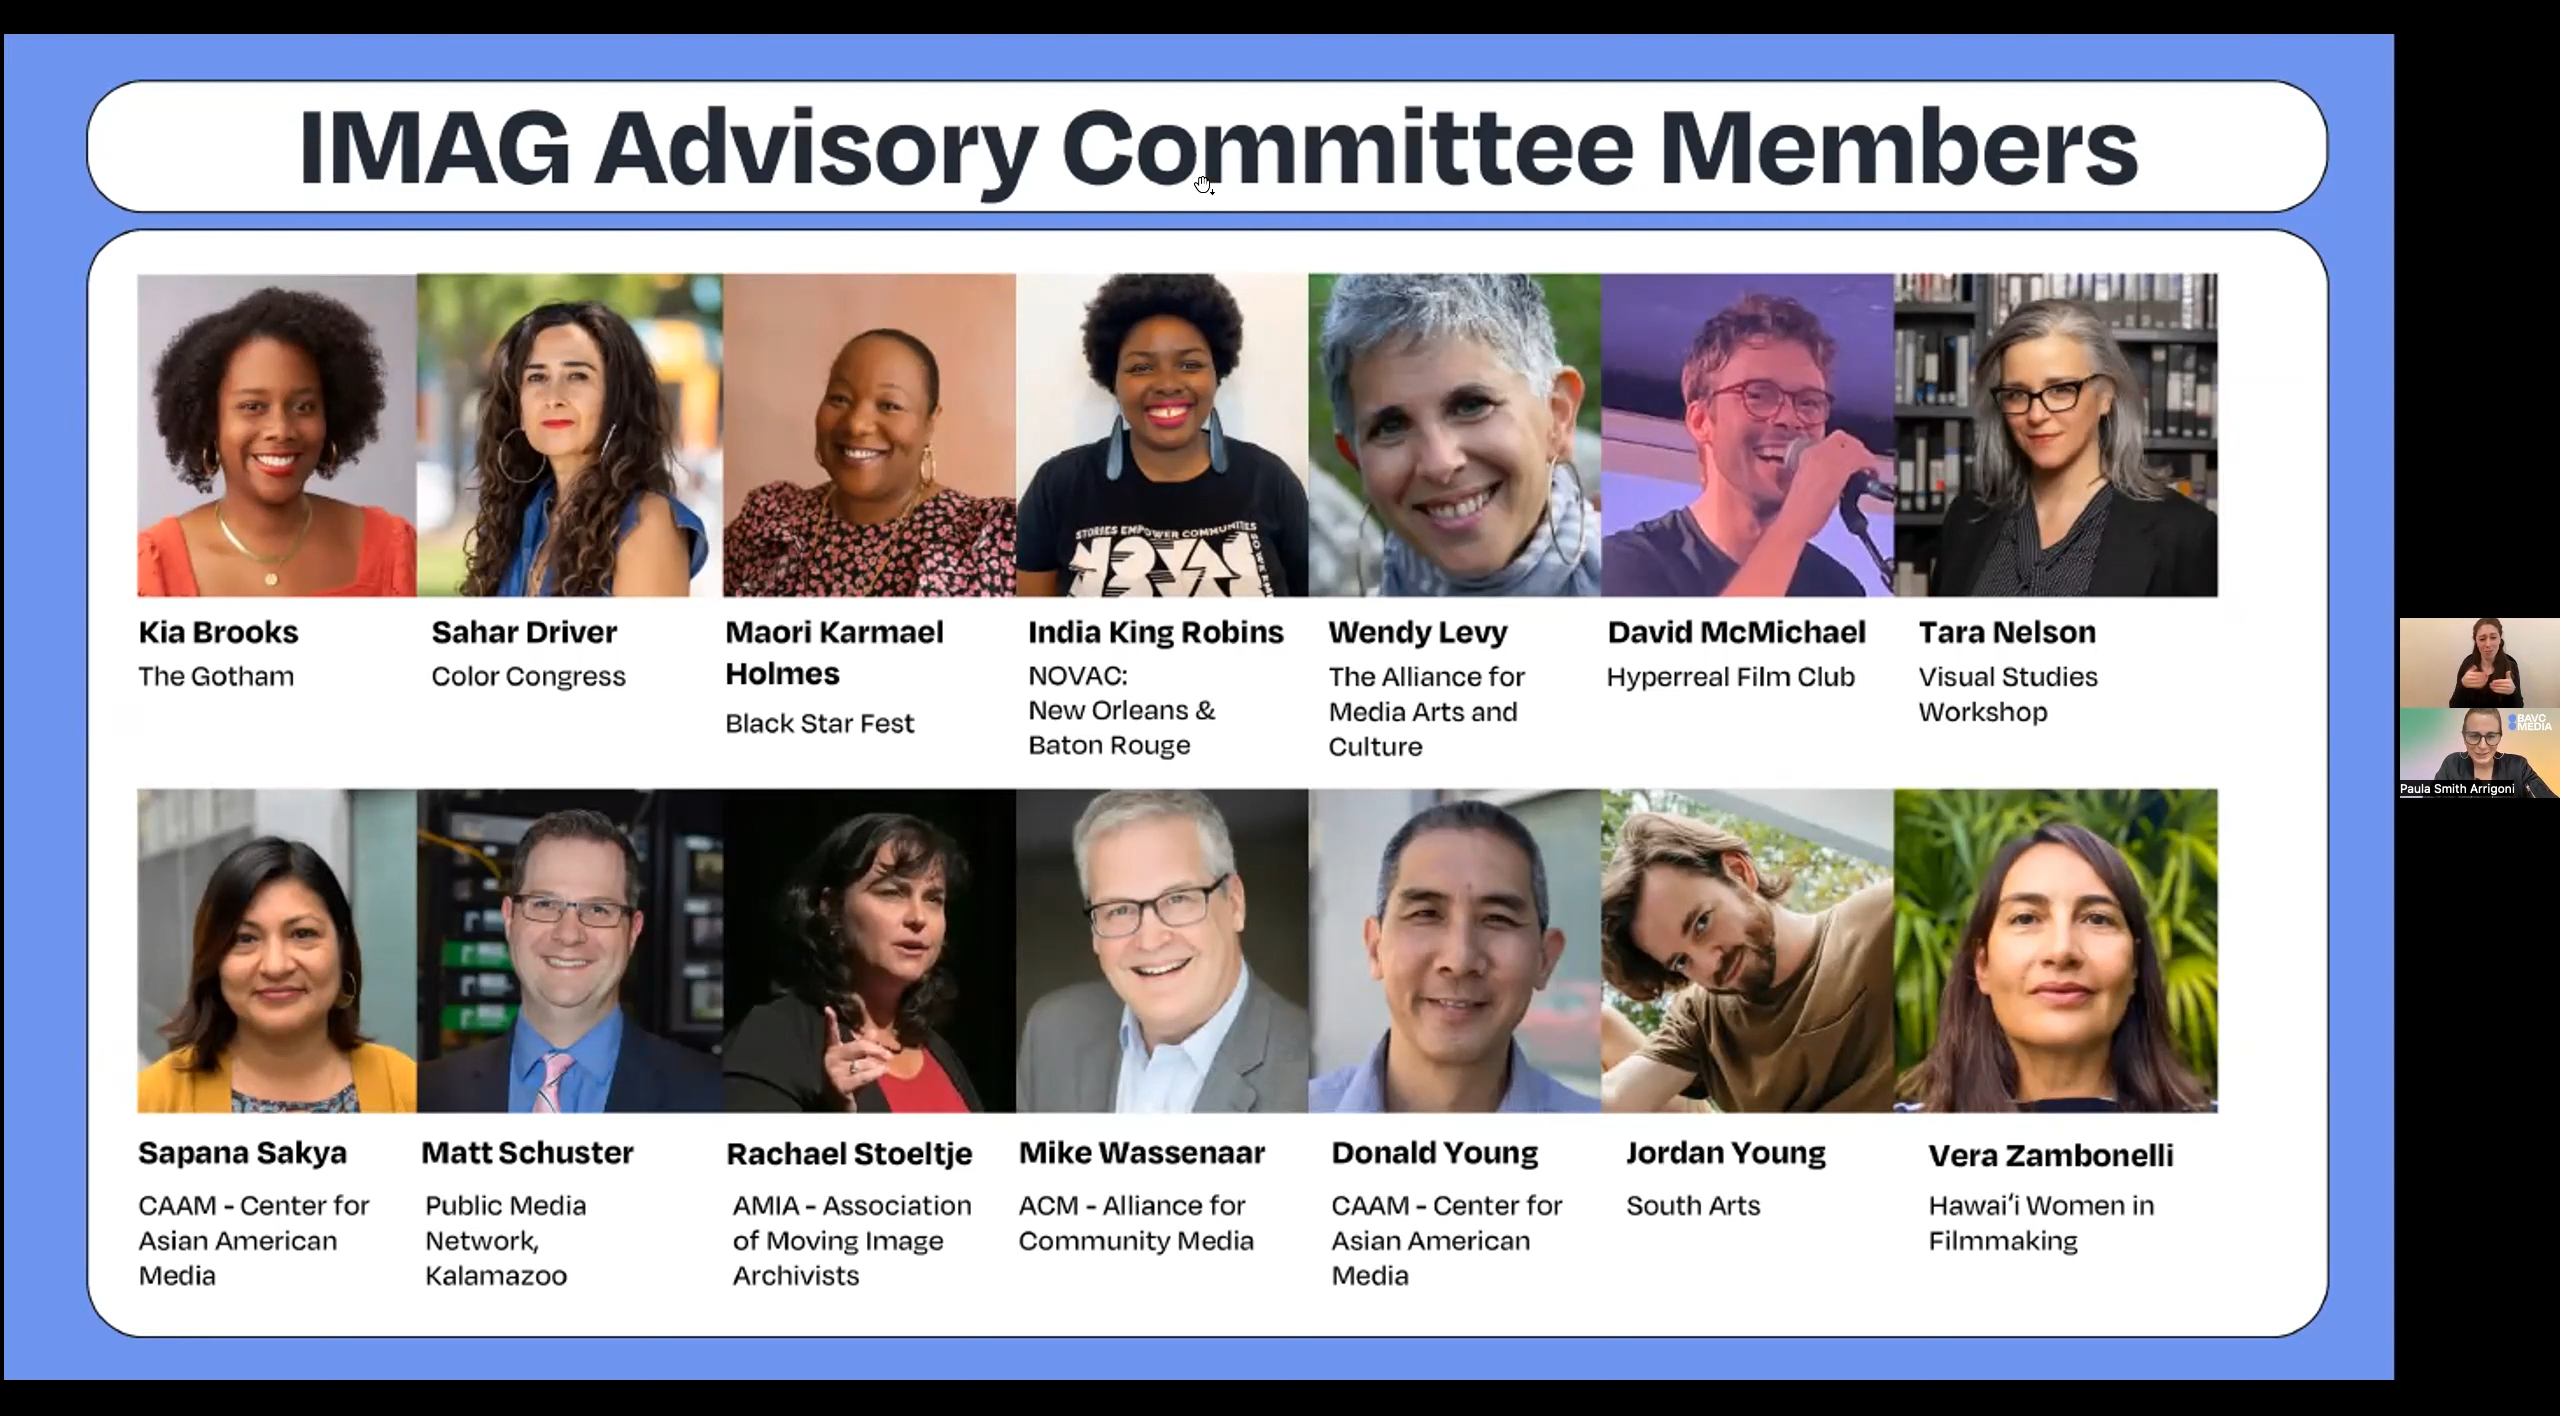 IMAG Advisory Committee Members
STORIES EMPOWER COMMUNITIES
Kia Brooks
The Gotham
Sahar Driver
Color Congress
Maori Karmael
Holmes
Black Star Fest
India King Robins
NOVAC:
New Orleans &
Baton Rouge
Wendy Levy
The Alliance for
Media Arts and
Culture
David McMichael
Hyperreal Film Club
Tara Nelson
Visual Studies
Workshop
BAVC
MEDIA
Paula Smith Arrigoni
Sapana Sakya
CAAM - Center for
Asian American
Media
Matt Schuster
Public Media
Network,
Kalamazoo
Rachael Stoeltje
AMIA - Association
of Moving Image
Archivists
Mike Wassenaar
ACM - Alliance for
Community Media
Donald Young
CAAM - Center for
Asian American
Media
Jordan Young
South Arts
Vera Zambonelli
Hawaiʻi Women in
Filmmaking